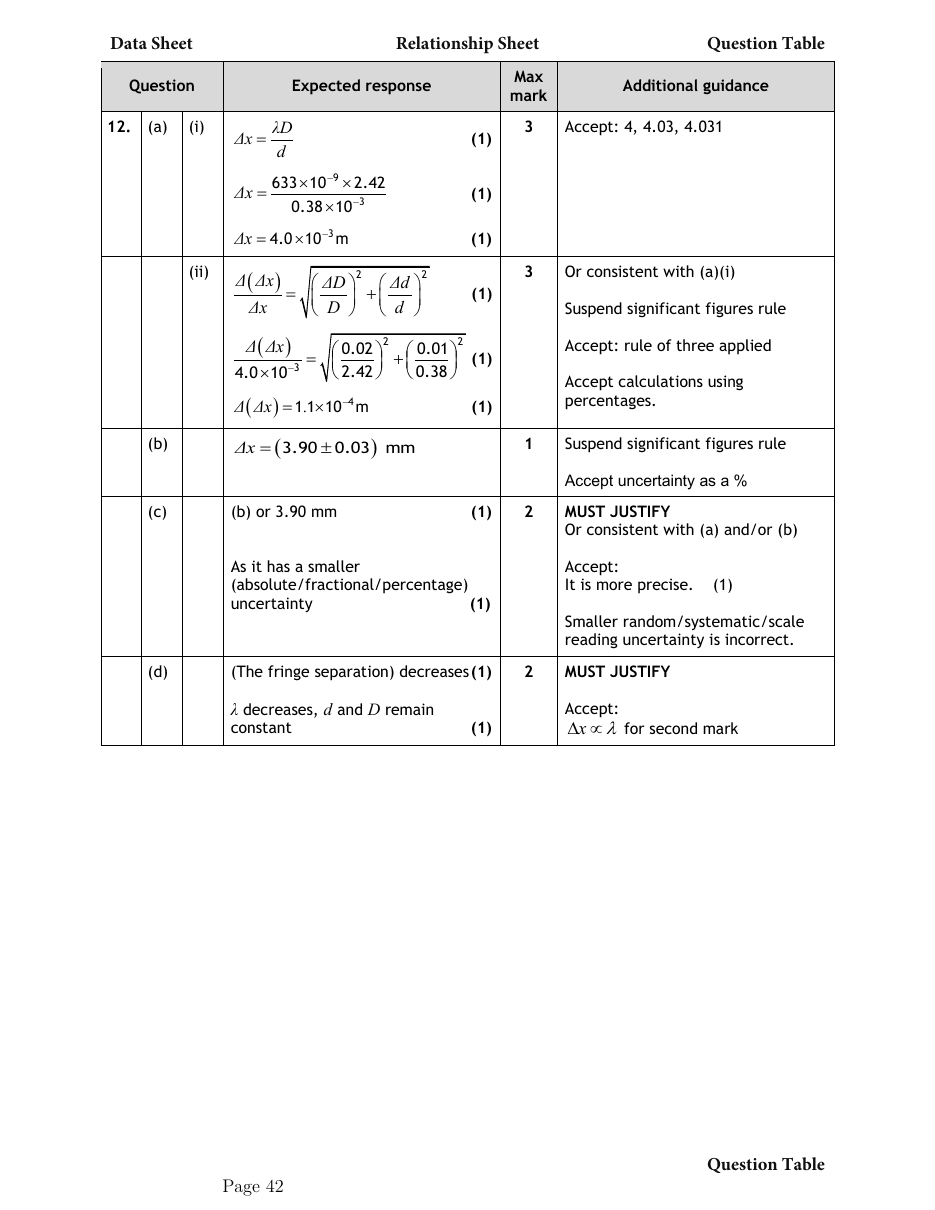 Data Sheet Relationship Sheet Question Table
Question Expected response Max mark Additional guidance
12. (a) (i) Δx = λD/d (1) 3 Accept: 4, 4.03, 4.031
Δx = (633×10⁻⁹×2.42)/(0.38×10⁻³) (1)
Δx = 4.0×10⁻³ m (1)
(ii) Δ(Δx)/Δx = √((ΔD/D)² + (Δd/d)²) (1) 3 Or consistent with (a)(i)
Suspend significant figures rule
Δ(Δx)/4.0×10⁻³ = √((0.02/2.42)² + (0.01/0.38)²) (1) Accept: rule of three applied
Accept calculations using
percentages.
Δ(Δx) = 1.1×10⁻⁴ m (1)
(b) Δx = (3.90 ± 0.03) mm 1 Suspend significant figures rule
Accept uncertainty as a %
(c) (b) or 3.90 mm (1) 2 MUST JUSTIFY
Or consistent with (a) and/or (b)
As it has a smaller Accept:
(absolute/fractional/percentage) It is more precise. (1)
uncertainty (1)
Smaller random/systematic/scale
reading uncertainty is incorrect.
(d) (The fringe separation) decreases (1) 2 MUST JUSTIFY
λ decreases, d and D remain Accept:
constant (1) Δx ∝ λ for second mark
Question Table
Page 42